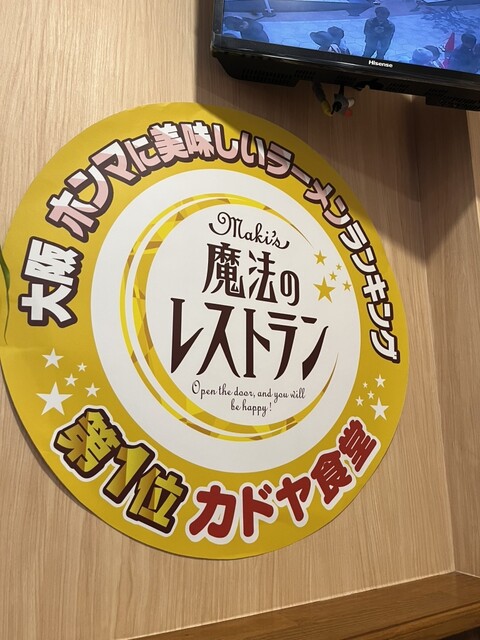 Hisense
大阪 ホンマに美味しいラーメンランキング
Maki's
魔法の
レストラン
Open the door, and you will
be happy!
第1位 カドヤ食堂